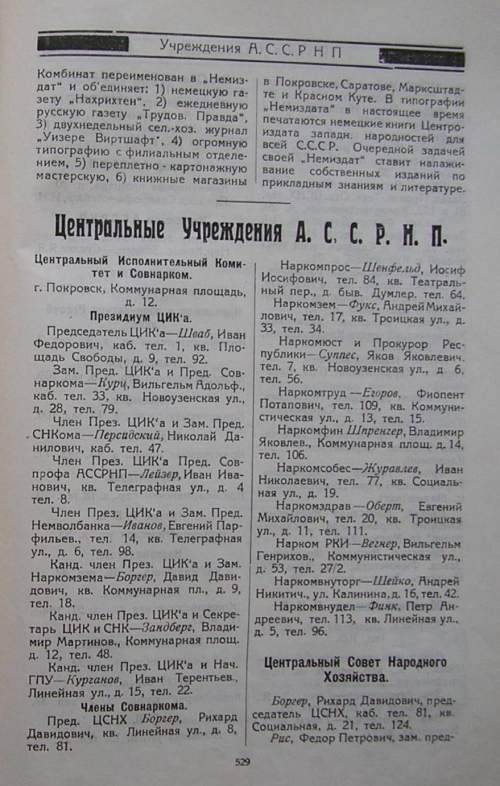 Учреждения А. С. С. Р Н П
Комбинат переименован в „Немиз-
дат“ и об'единяет: 1) немецкую га-
зету „Нахрихтен“, 2) ежедневную
русскую газету „Трудов. Правда“,
3) двухнедельный сел.-хоз. журнал
„Унзере Виртшафт“, 4) огромную
типографию с филиальным отделе-
нием, 5) переплетно-картонажную
мастерскую, 6) книжные магазины
в Покровске, Саратове, Марксштад-
те и Красном Куте. В типографии
„Немиздата“ в настоящее время
печатаются немецкие книги Центро-
издата западн. народностей для
всей С.С.С Р. Очередной задачей
своей „Немиздат“ ставит налажи-
вание собственных изданий по
прикладным знаниям и литературе.
Центральные Учреждения А. С. С. Р. Н. П.
Центральный Исполнительный Коми-
тет и Совнарком.
г. Покровск, Коммунарная площадь,
д. 12.
Президиум ЦИК'а.
Председатель ЦИК'а—Шваб, Иван
Федорович, каб. тел. 1, кв. Пло-
щадь Свободы, д. 9, тел. 92.
Зам. Пред. ЦИК'а и Пред. Сов-
наркома—Курц, Вильгельм Адольф.,
каб. тел. 33, кв. Новоузенская ул.,
д. 28, тел. 79.
Член През. ЦИК'а и Зам. Пред.
СНКома—Персидский, Николай Да-
нилович, каб. тел. 47.
Член През. ЦИК'а Пред. Сов-
профа АССРНП—Лейзер, Иван Ива-
нович, кв. Телеграфная ул., д. 4
тел. 8.
Член През. ЦИК'а и Зам. Пред.
Немволбанка—Иванов, Евгений Пар-
фильев., тел. 14, кв. Телеграфная
ул., д. 6, тел. 98.
Канд. член През. ЦИК'а и Зам.
Наркомзема—Боргер, Давид Дави-
дович, кв. Коммунарная пл., д. 9,
тел. 18.
Канд. член През. ЦИК'а и Секре-
тарь ЦИК и СНК—Зандберг, Влади-
мир Мартинов., Коммунарная площ.
д. 12, тел. 48.
Канд. член През. ЦИК'а и Нач.
ГПУ—Курганов, Иван Терентьев.,
Линейная ул., д. 15, тел. 22.
Члены Совнаркома.
Пред. ЦСНХ Боргер, Рихард
Давидович, кв. Линейная ул., д. 8,
тел. 81.
Наркомпрос—Шенфельд, Иосиф
Иосифович, тел. 84, кв. Театраль-
ный пер., д. быв. Думлер. тел. 64.
Наркомзем—Фукс, Андрей Михай-
лович, тел. 17, кв. Троицкая ул., д.
33, тел. 34.
Наркомюст и Прокурор Рес-
публики—Суппес, Яков Яковлевич.
тел. 7, кв. Новоузенская ул., д. 6,
тел. 56.
Наркомтруд—Егоров, Фиопент
Потапович, тел. 109, кв. Коммуни-
стическая ул., д. 13, тел. 15.
Наркомфин Шпренгер, Владимир
Яковлев., Коммунарная площ. д. 14,
тел. 106.
Наркомсобес—Журавлев, Иван
Николаевич, тел. 77, кв. Социаль-
ная ул., д. 19.
Наркомздрав—Оберт, Евгений
Михайлович, тел. 20, кв. Троицкая
ул., д. 11, тел. 111.
Нарком РКИ—Вегнер, Вильгельм
Генрихов., Коммунистическая ул.,
д. 53, тел. 27/2.
Наркомвнуторг—Шейко, Андрей
Никитич., ул. Калинина, д. 16, тел. 42.
Наркомвнудел—Финк, Петр Ан-
дреевич, тел. 113, кв. Линейная ул.,
д. 5, тел. 96.
Центральный Совет Народного
Хозяйства.
Боргер, Рихард Давидович, пред-
седатель ЦСНХ, каб. тел. 81, кв.
Социальная, д. 21, тел. 124.
Рис, Федор Петрович, зам. пред-
529